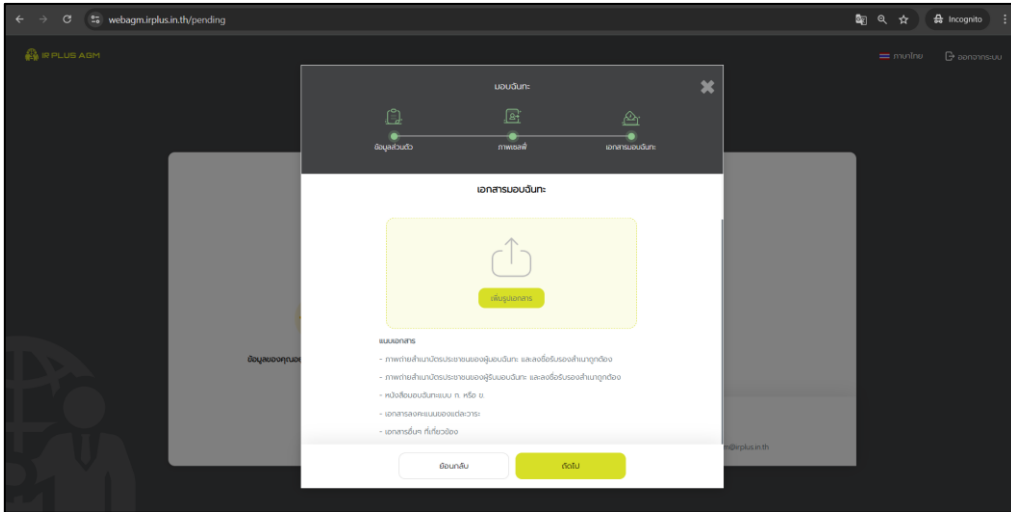 webagm.irplus.in.th/pending
Incognito
IR PLUS AGM
ภาษาไทย
ออกจากระบบ
มอบฉันทะ
ข้อมูลส่วนตัว
ภาพเซลฟี่
เอกสารมอบฉันทะ
เอกสารมอบฉันทะ
เพิ่มรูปเอกสาร
แนบเอกสาร
- ภาพถ่ายสำเนาบัตรประชาชนของผู้มอบฉันทะ และลงชื่อรับรองสำเนาถูกต้อง
- ภาพถ่ายสำเนาบัตรประชาชนของผู้รับมอบฉันทะ และลงชื่อรับรองสำเนาถูกต้อง
- หนังสือมอบฉันทะแบบ ก. หรือ ข.
- เอกสารลงคะแนนของแต่ละวาระ
- เอกสารอื่นๆ ที่เกี่ยวข้อง
ข้อมูลของคุณอ
@irplus.in.th
ย้อนกลับ
ถัดไป